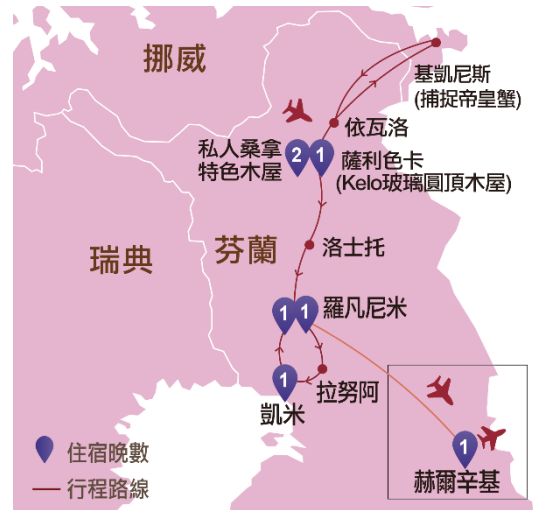 挪威
基凱尼斯
(捕捉帝皇蟹)
依瓦洛
私人桑拿
特色木屋
2
1
薩利色卡
(Kelo玻璃圓頂木屋)
瑞典
芬蘭
洛士托
1
1
羅凡尼米
拉努阿
1
凱米
1
赫爾辛基
住宿晚數
行程路線